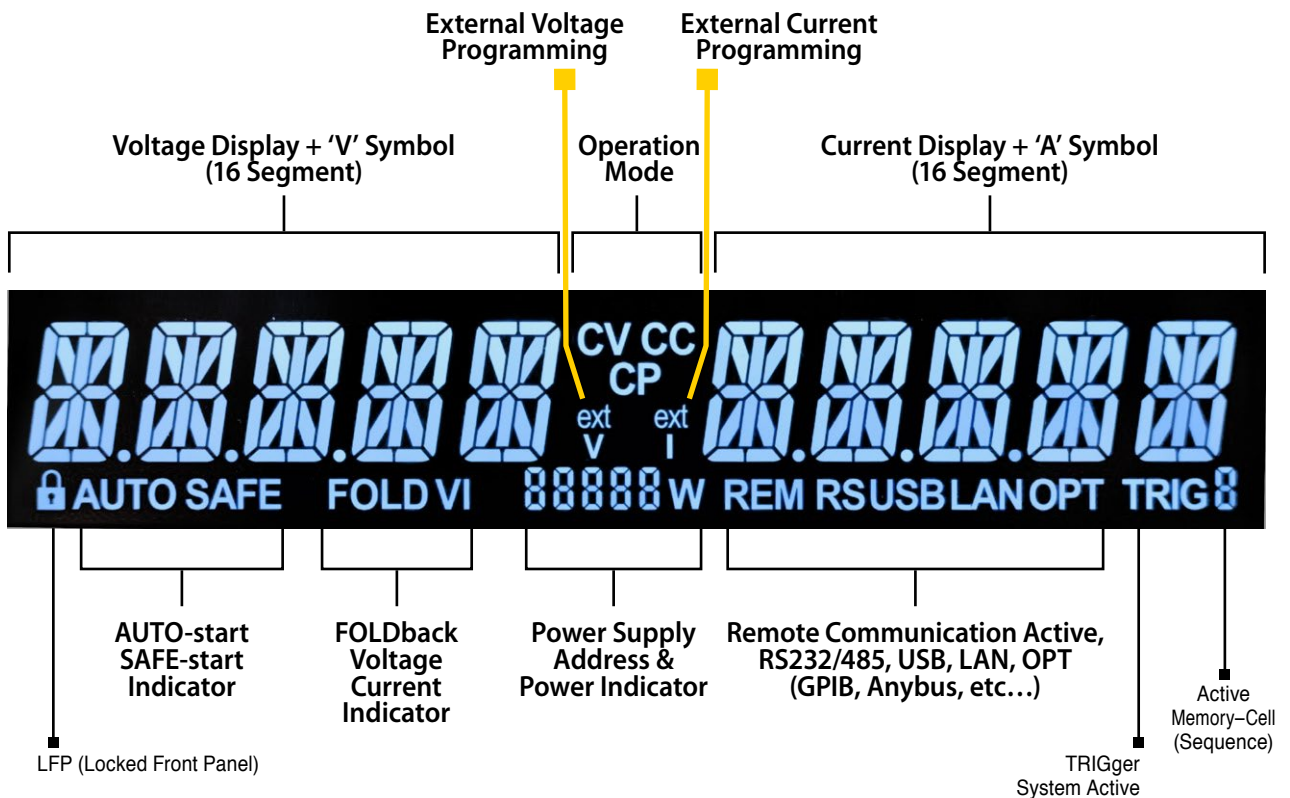 External Voltage
Programming
External Current
Programming
Voltage Display + ‘V’ Symbol
(16 Segment)
Operation
Mode
Current Display + ‘A’ Symbol
(16 Segment)
CV CC
CP
ext ext
V I
AUTO SAFE FOLD VI 88888 W REM RS USB LAN OPT TRIG 8
AUTO-start
SAFE-start
Indicator
FOLDback
Voltage
Current
Indicator
Power Supply
Address &
Power Indicator
Remote Communication Active,
RS232/485, USB, LAN, OPT
(GPIB, Anybus, etc…)
Active
Memory–Cell
(Sequence)
LFP (Locked Front Panel)
TRIGger
System Active